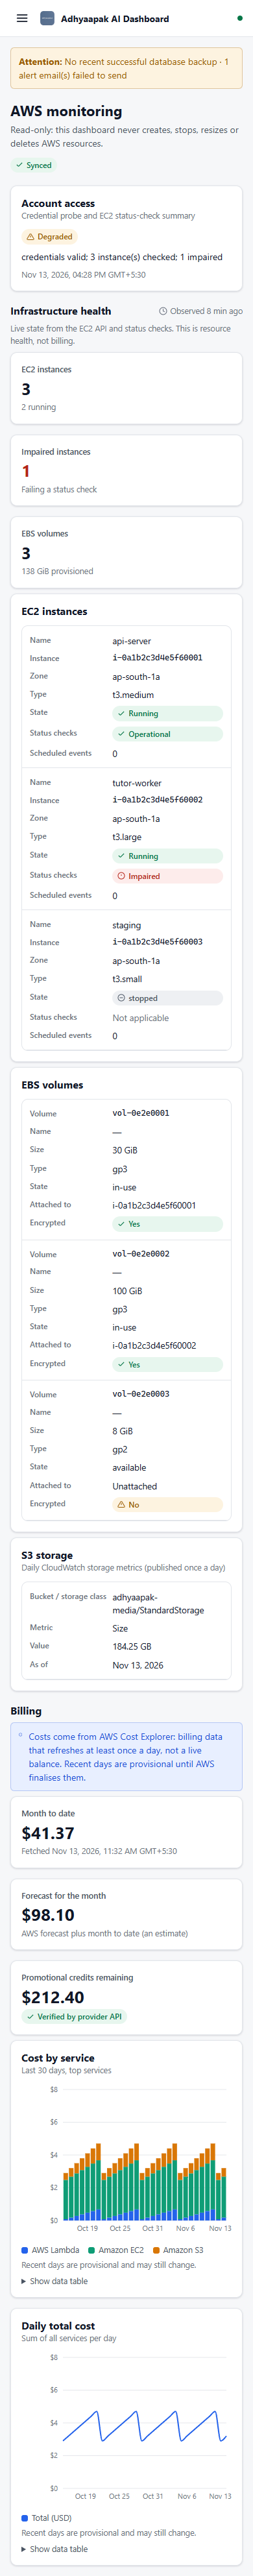 Adhyaapak AI Dashboard
Attention: No recent successful database backup · 1
alert email(s) failed to send
AWS monitoring
Read-only: this dashboard never creates, stops, resizes or
deletes AWS resources.
Synced
Account access
Credential probe and EC2 status-check summary
Degraded
credentials valid; 3 instance(s) checked; 1 impaired
Nov 13, 2026, 04:28 PM GMT+5:30
Infrastructure health
Observed 8 min ago
Live state from the EC2 API and status checks. This is resource
health, not billing.
EC2 instances
3
2 running
Impaired instances
1
Failing a status check
EBS volumes
3
138 GiB provisioned
EC2 instances
Name api-server
Instance i-0a1b2c3d4e5f60001
Zone ap-south-1a
Type t3.medium
State Running
Status checks Operational
Scheduled events 0
Name tutor-worker
Instance i-0a1b2c3d4e5f60002
Zone ap-south-1a
Type t3.large
State Running
Status checks Impaired
Scheduled events 0
Name staging
Instance i-0a1b2c3d4e5f60003
Zone ap-south-1a
Type t3.small
State stopped
Status checks Not applicable
Scheduled events 0
EBS volumes
Volume vol-0e2e0001
Name —
Size 30 GiB
Type gp3
State in-use
Attached to i-0a1b2c3d4e5f60001
Encrypted Yes
Volume vol-0e2e0002
Name —
Size 100 GiB
Type gp3
State in-use
Attached to i-0a1b2c3d4e5f60002
Encrypted Yes
Volume vol-0e2e0003
Name —
Size 8 GiB
Type gp2
State available
Attached to Unattached
Encrypted No
S3 storage
Daily CloudWatch storage metrics (published once a day)
Bucket / storage class adhyaapak-
media/StandardStorage
Metric Size
Value 184.25 GB
As of Nov 13, 2026
Billing
Costs come from AWS Cost Explorer: billing data
that refreshes at least once a day, not a live
balance. Recent days are provisional until AWS
finalises them.
Month to date
$41.37
Fetched Nov 13, 2026, 11:32 AM GMT+5:30
Forecast for the month
$98.10
AWS forecast plus month to date (an estimate)
Promotional credits remaining
$212.40
Verified by provider API
Cost by service
Last 30 days, top services
$8
$6
$4
$2
$0
Oct 19 Oct 25 Oct 31 Nov 6 Nov 13
AWS Lambda Amazon EC2 Amazon S3
Recent days are provisional and may still change.
Show data table
Daily total cost
Sum of all services per day
$8
$6
$4
$2
$0
Oct 19 Oct 25 Oct 31 Nov 6 Nov 13
Total (USD)
Recent days are provisional and may still change.
Show data table